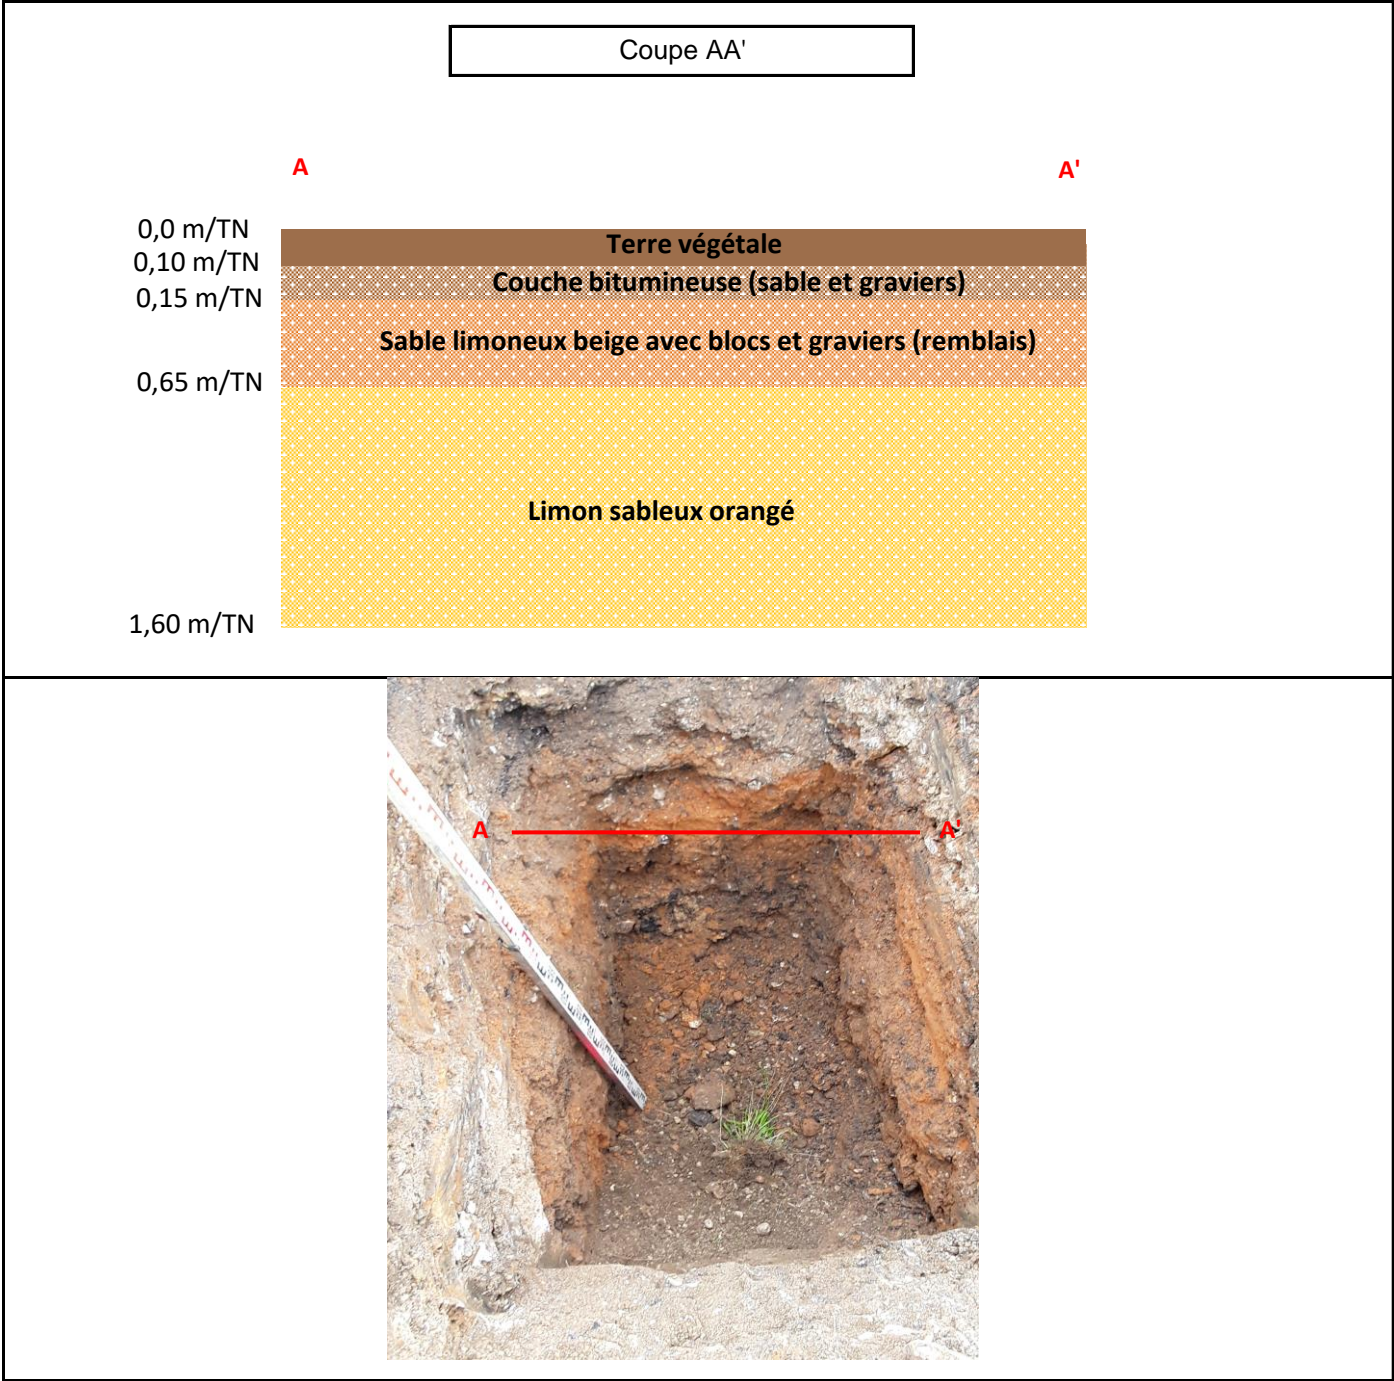 Coupe AA'
A A'
0,0 m/TN
Terre végétale
0,10 m/TN
Couche bitumineuse (sable et graviers)
0,15 m/TN
Sable limoneux beige avec blocs et graviers (remblais)
0,65 m/TN
Limon sableux orangé
1,60 m/TN
A A'